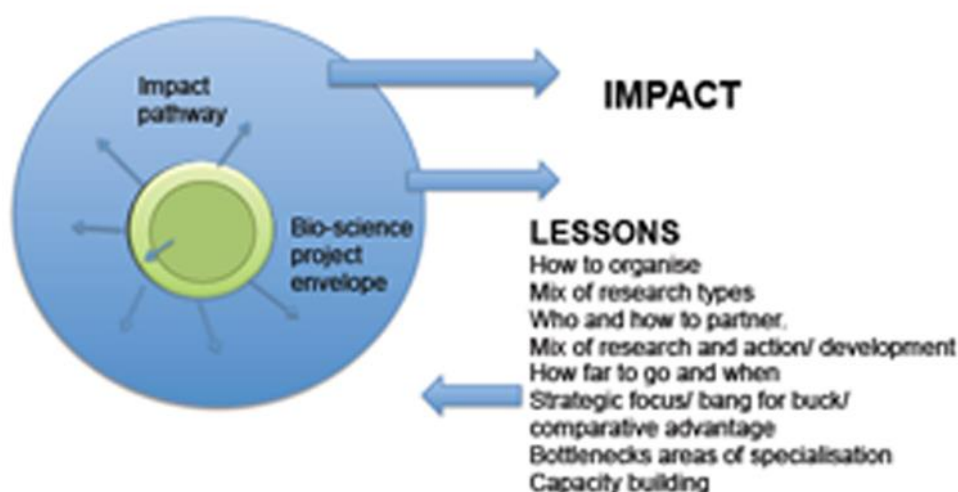 Impact
pathway
Bio-science
project
envelope
IMPACT
LESSONS
How to organise
Mix of research types
Who and how to partner.
Mix of research and action/ development
How far to go and when
Strategic focus/ bang for buck/
comparative advantage
Bottlenecks areas of specialisation
Capacity building